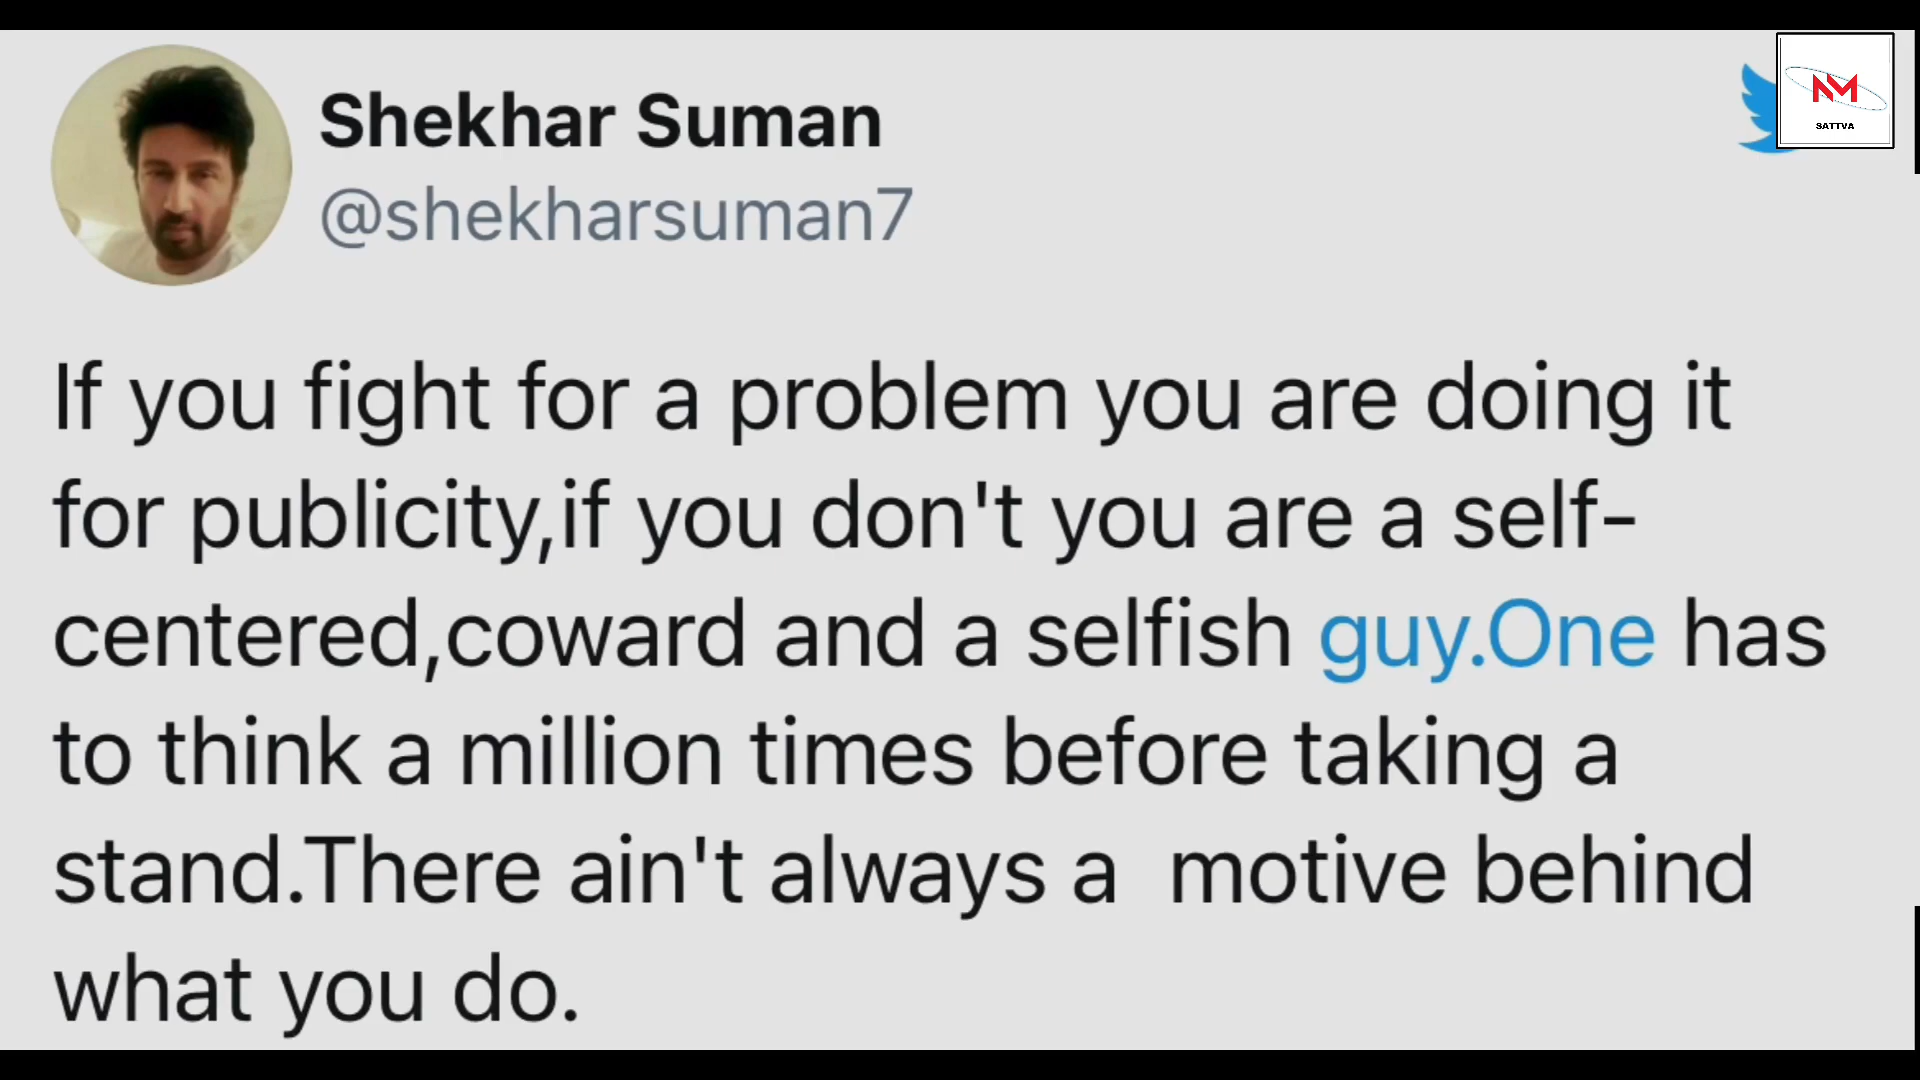 Shekhar Suman
@shekharsuman7
NM
SATTVA
If you fight for a problem you are doing it
for publicity,if you don't you are a self-
centered,coward and a selfish guy.One has
to think a million times before taking a
stand.There ain't always a  motive behind
what you do.